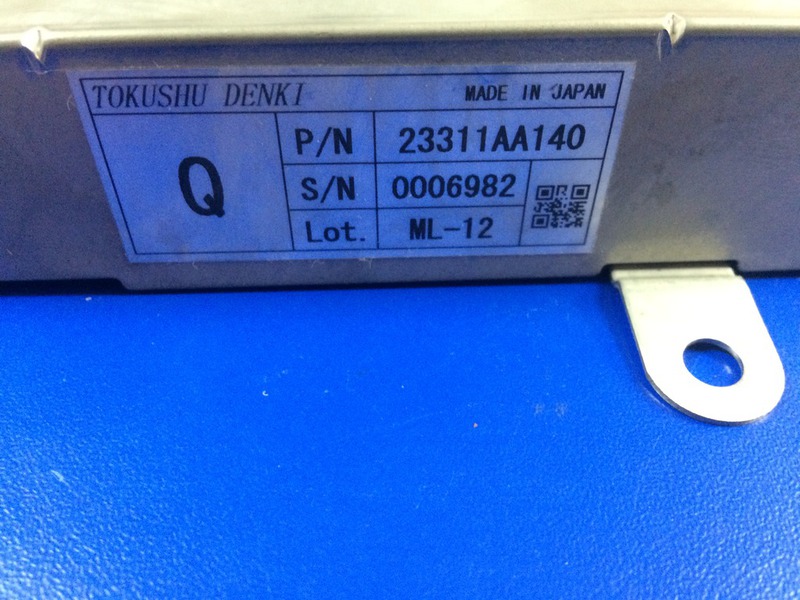 TOKUSHU DENKI MADE IN JAPAN
Q
P/N 23311AA140
S/N 0006982
Lot. ML-12